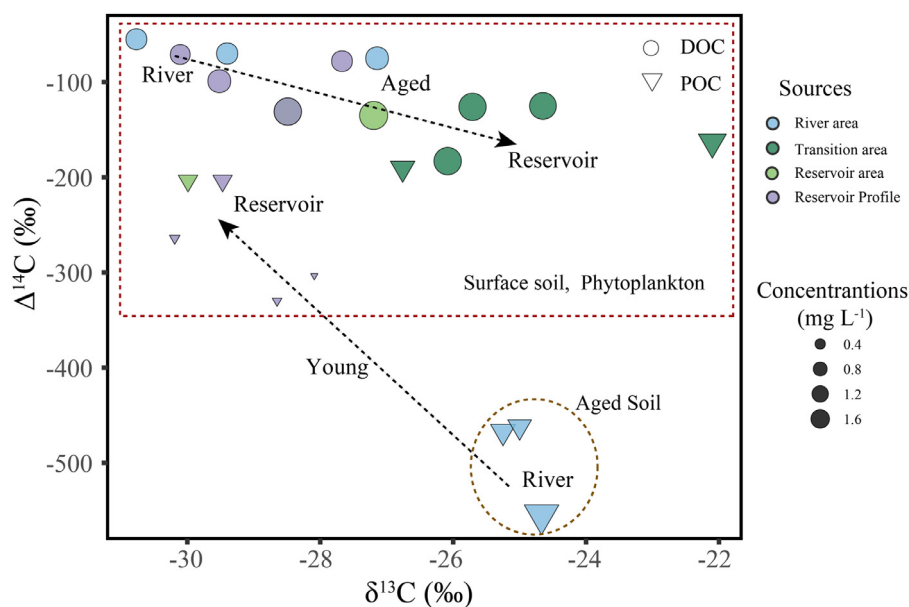 DOC
POC
River
Aged
Reservoir
Reservoir
Surface soil, Phytoplankton
Young
Aged Soil
River
-100
-200
-300
-400
-500
Δ¹⁴C (‰)
-30
-28
-26
-24
-22
δ¹³C (‰)
Sources
River area
Transition area
Reservoir area
Reservoir Profile
Concentrantions
(mg L⁻¹)
0.4
0.8
1.2
1.6